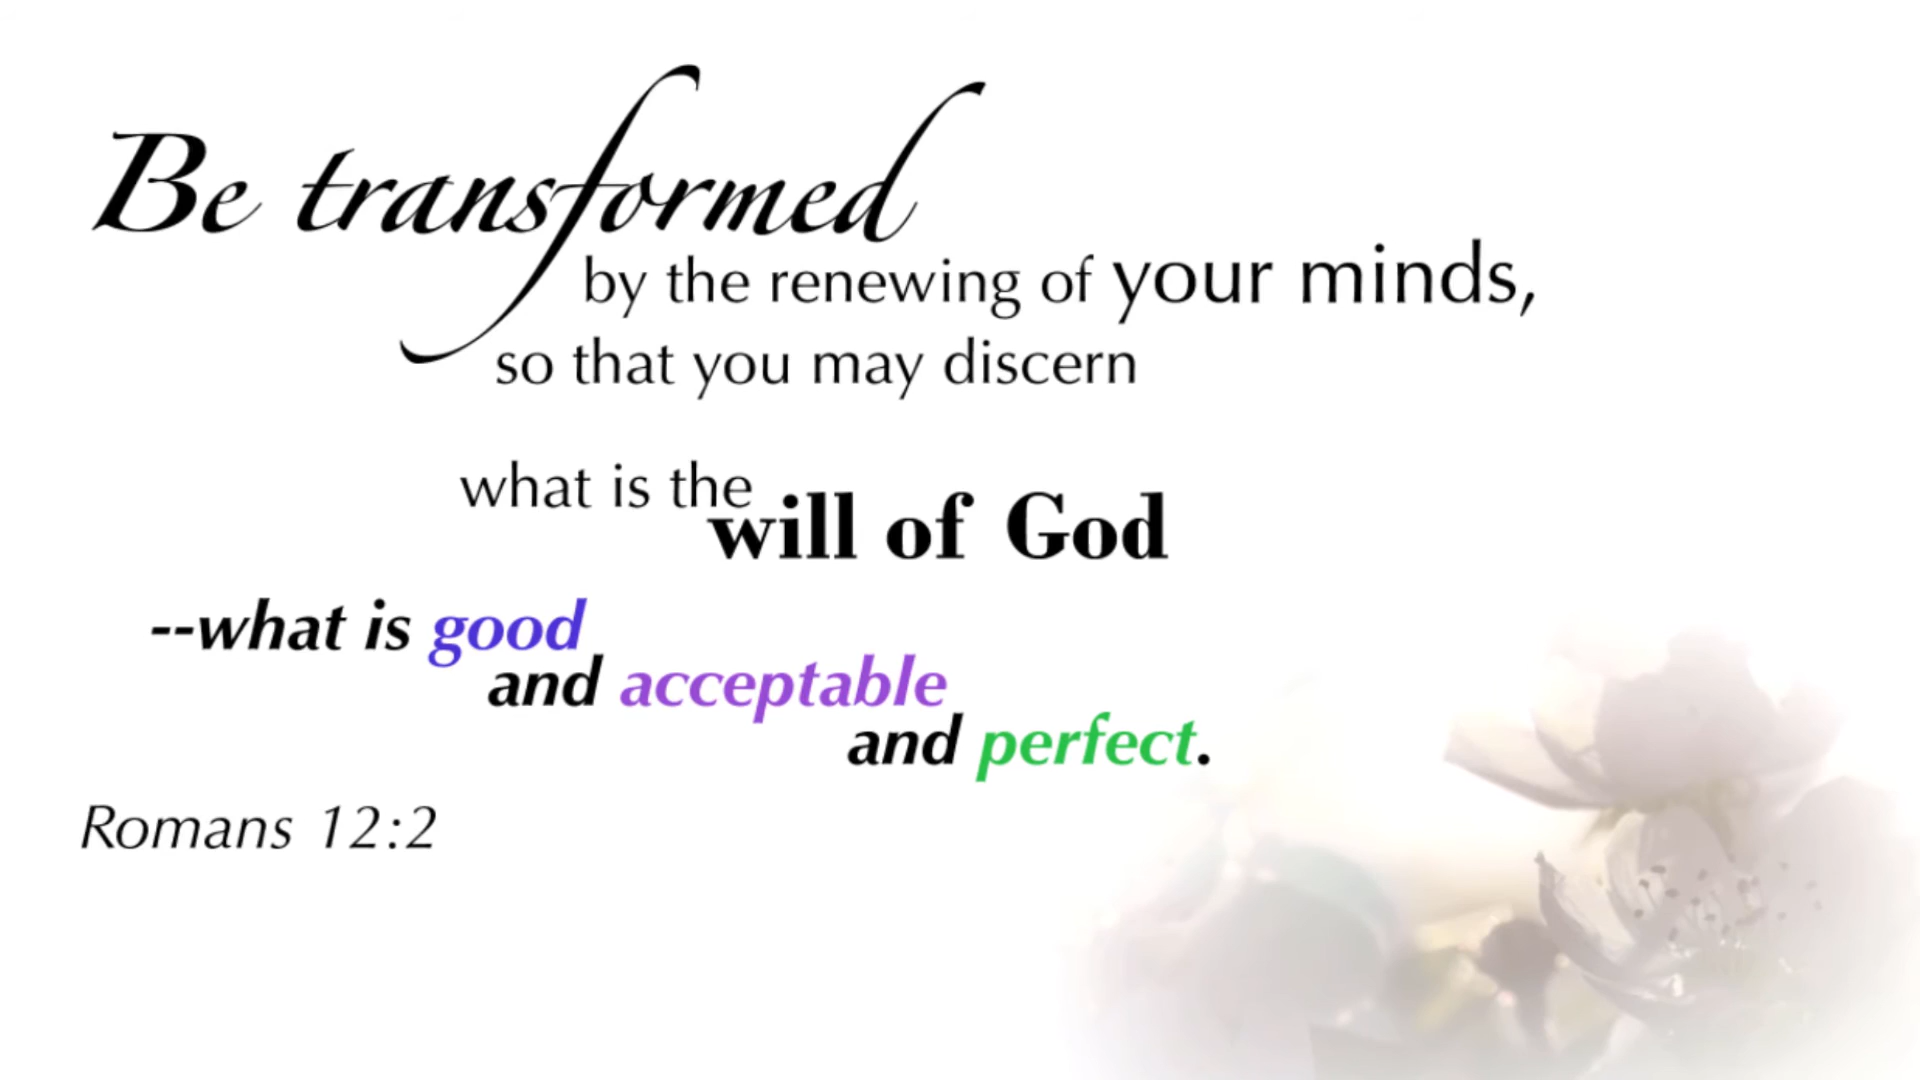 Be transformed
by the renewing of your minds,
so that you may discern
what is the
will of God
--what is good
and acceptable
and perfect.
Romans 12:2